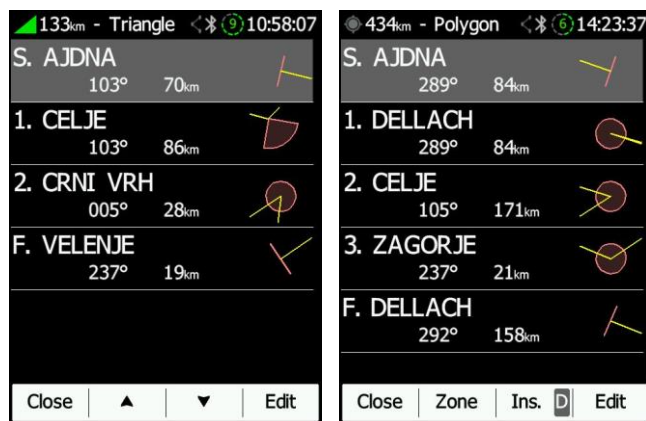 133km - Triangle 9 10:58:07
S. AJDNA
103° 70km
1. CELJE
103° 86km
2. CRNI VRH
005° 28km
F. VELENJE
237° 19km
Close ▲ ▼ Edit
434km - Polygon 6 14:23:37
S. AJDNA
289° 84km
1. DELLACH
289° 84km
2. CELJE
105° 171km
3. ZAGORJE
237° 21km
F. DELLACH
292° 158km
Close Zone Ins. D Edit